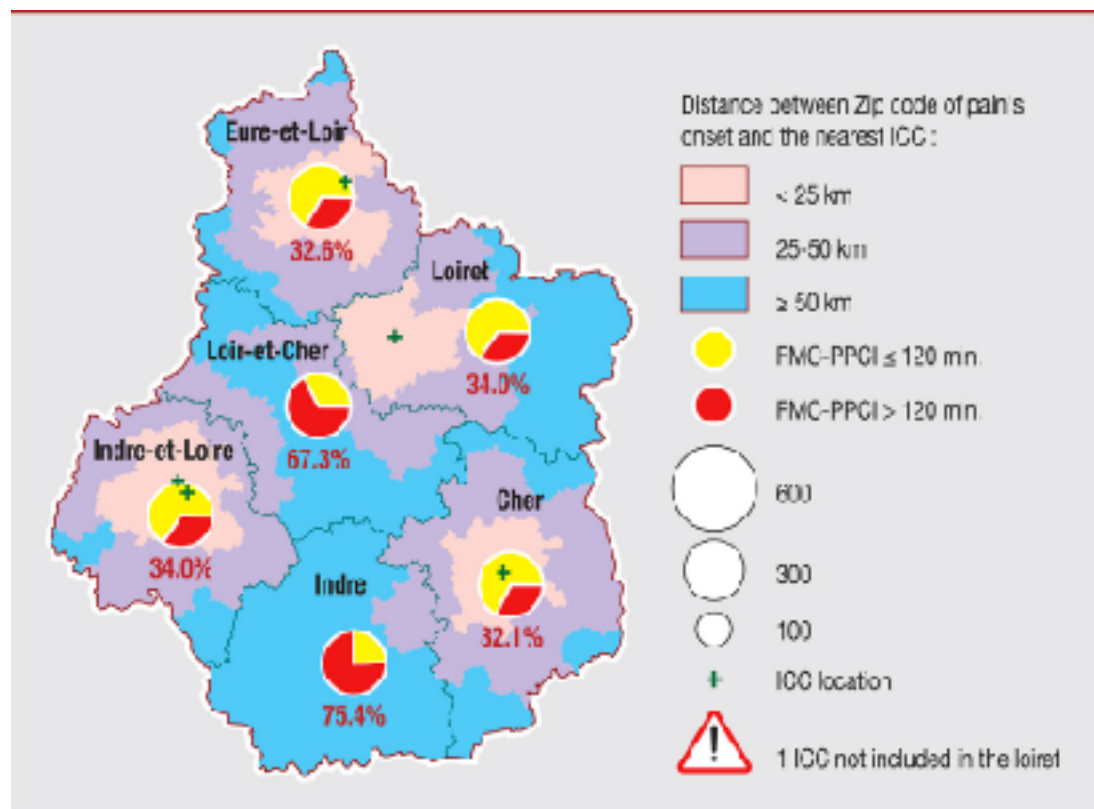 Eure-et-Loir
32.6%
Loiret
34.0%
Loir-et-Cher
67.3%
Indre-et-Loire
34.0%
Cher
32.1%
Indre
75.4%
Distance between Zip code of pain's
onset and the nearest ICC :
< 25 km
25-50 km
≥ 50 km
FMC-PPCI ≤ 120 min.
FMC-PPCI > 120 min.
600
300
100
ICC location
!
1 ICC not included in the loiret